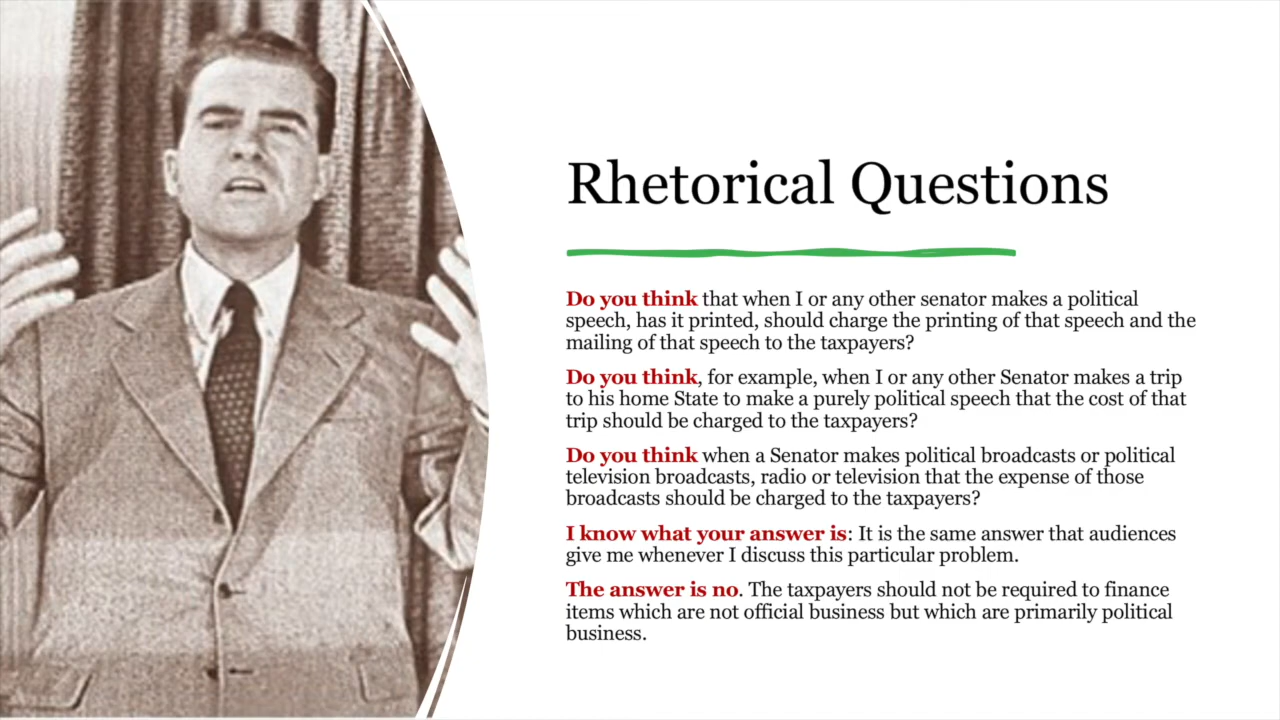 Rhetorical Questions
Do you think that when I or any other senator makes a political
speech, has it printed, should charge the printing of that speech and the
mailing of that speech to the taxpayers?
Do you think, for example, when I or any other Senator makes a trip
to his home State to make a purely political speech that the cost of that
trip should be charged to the taxpayers?
Do you think when a Senator makes political broadcasts or political
television broadcasts, radio or television that the expense of those
broadcasts should be charged to the taxpayers?
I know what your answer is: It is the same answer that audiences
give me whenever I discuss this particular problem.
The answer is no. The taxpayers should not be required to finance
items which are not official business but which are primarily political
business.